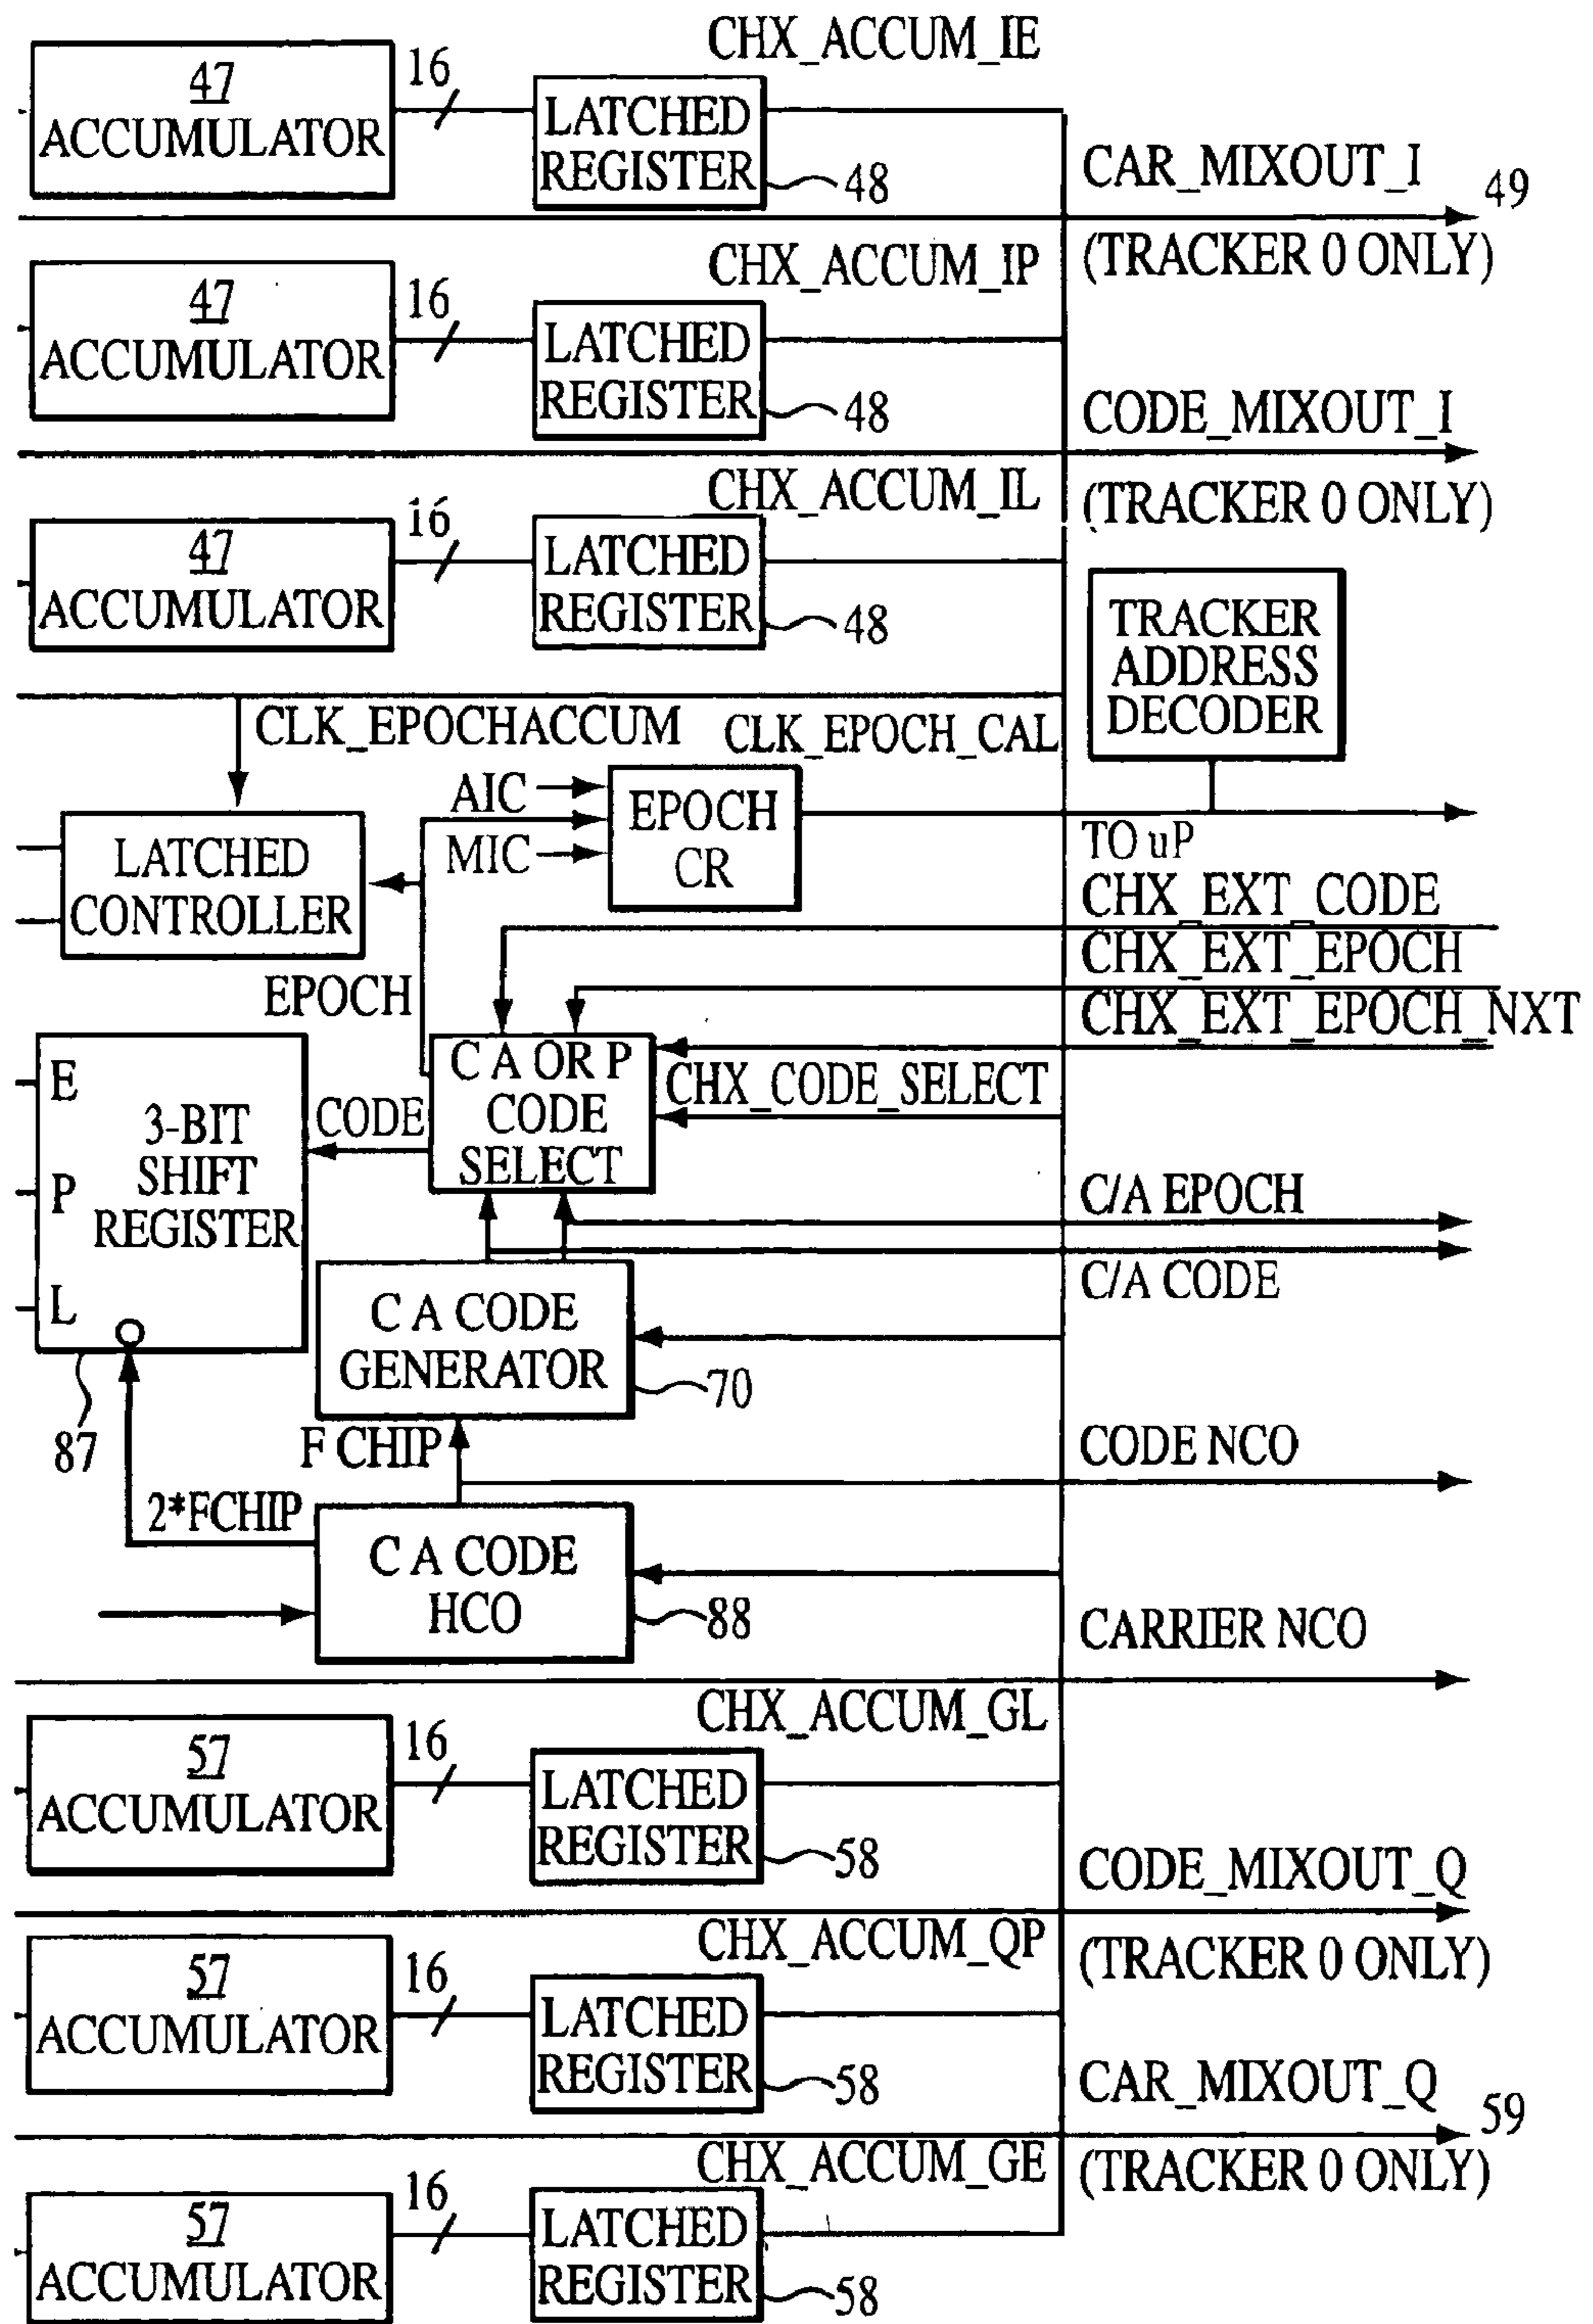 CHX_ACCUM_IE
47
ACCUMULATOR
16
LATCHED
REGISTER
48
CAR_MIXOUT_I
49
(TRACKER 0 ONLY)
CHX_ACCUM_IP
47
ACCUMULATOR
16
LATCHED
REGISTER
48
CODE_MIXOUT_I
(TRACKER 0 ONLY)
CHX_ACCUM_IL
47
ACCUMULATOR
16
LATCHED
REGISTER
48
TRACKER
ADDRESS
DECODER
CLK_EPOCHACCUM
CLK_EPOCH_CAL
AIC
MIC
EPOCH
CR
TO uP
LATCHED
CONTROLLER
CHX_EXT_CODE
CHX_EXT_EPOCH
CHX_EXT_EPOCH_NXT
EPOCH
C A OR P
CODE
SELECT
CHX_CODE_SELECT
CODE
E
P
L
3-BIT
SHIFT
REGISTER
87
C/A EPOCH
C/A CODE
C A CODE
GENERATOR
70
F CHIP
CODE NCO
2*FCHIP
C A CODE
HCO
88
CARRIER NCO
CHX_ACCUM_GL
57
ACCUMULATOR
16
LATCHED
REGISTER
58
CODE_MIXOUT_Q
(TRACKER 0 ONLY)
CHX_ACCUM_QP
57
ACCUMULATOR
16
LATCHED
REGISTER
58
CAR_MIXOUT_Q
59
(TRACKER 0 ONLY)
CHX_ACCUM_GE
57
ACCUMULATOR
16
LATCHED
REGISTER
58